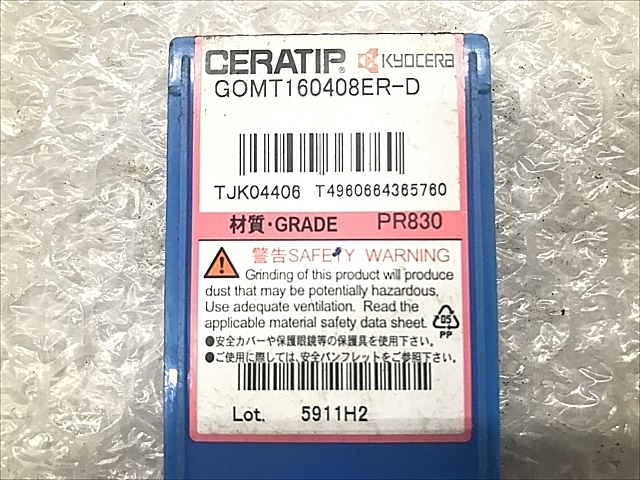 CERATIP® KYOCERA
GOMT160408ER-D
TJK04406 T4960664365760
材質・GRADE PR830
警告SAFETY WARNING
Grinding of this product will produce
dust that may be potentially hazardous.
Use adequate ventilation. Read the
applicable material safety data sheet.
05
PP
●安全カバーや保護眼鏡等の保護具を使用下さい。
●ご使用に際しては、安全パンフレットをご参照下さい。
Lot. 5911H2